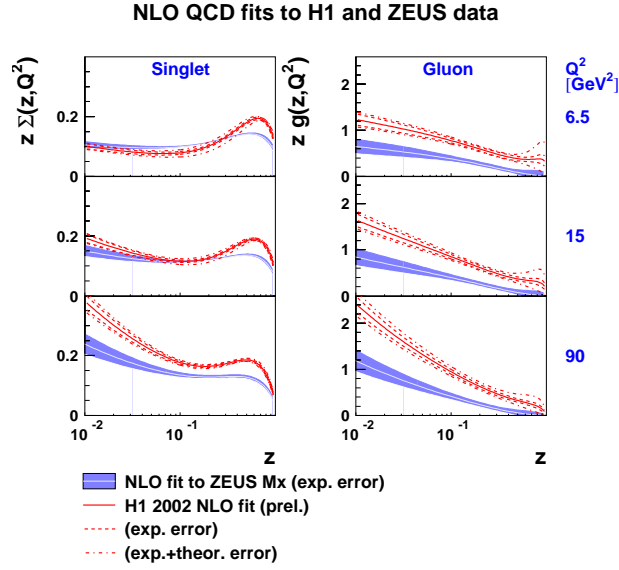 NLO QCD fits to H1 and ZEUS data
z Σ(z,Q²)
z g(z,Q²)
Singlet
Gluon
Q²
[GeV²]
0.2
0
2
1
0
6.5
0.2
0
2
1
0
15
0.2
0
2
1
0
90
10⁻² 10⁻¹ 10⁻² 10⁻¹
z z
NLO fit to ZEUS Mx (exp. error)
H1 2002 NLO fit (prel.)
(exp. error)
(exp.+theor. error)